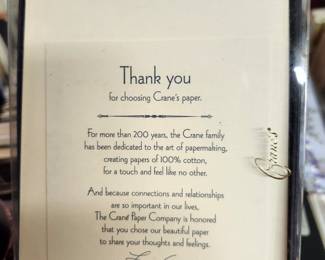 Thank you
for choosing Crane's paper.
For more than 200 years, the Crane family
has been dedicated to the art of papermaking,
creating papers of 100% cotton,
for a touch and feel like no other.
And because connections and relationships
are so important in our lives,
The Crane Paper Company is honored
that you chose our beautiful paper
to share your thoughts and feelings.
Crane's